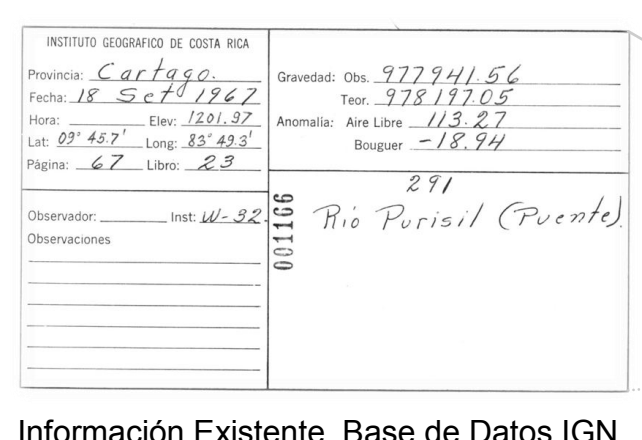 INSTITUTO GEOGRAFICO DE COSTA RICA
Provincia: Cartago.
Fecha: 18 Set 1967
Hora: Elev: 1201.97
Lat: 09° 45.7' Long: 83° 49.3'
Página: 67 Libro: 23
Gravedad: Obs. 977941.56
Teor. 978197.05
Anomalia: Aire Libre 113.27
Bouguer -18.94
Observador: Inst: W-32
Observaciones
001166
291
Río Purisil (Puente).
Información Existente Base de Datos IGN